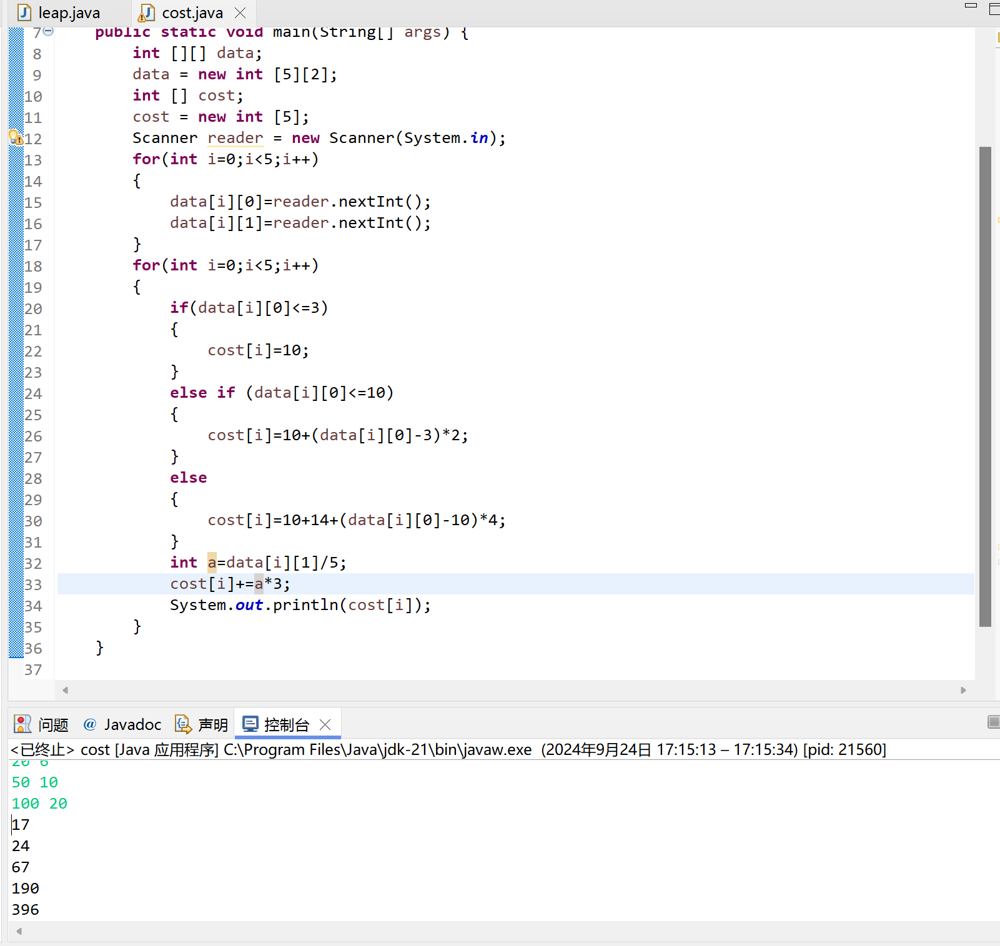 leap.java
cost.java
7 public static void main(String[] args) {
8 int [][] data;
9 data = new int [5][2];
10 int [] cost;
11 cost = new int [5];
12 Scanner reader = new Scanner(System.in);
13 for(int i=0;i<5;i++)
14 {
15 data[i][0]=reader.nextInt();
16 data[i][1]=reader.nextInt();
17 }
18 for(int i=0;i<5;i++)
19 {
20 if(data[i][0]<=3)
21 {
22 cost[i]=10;
23 }
24 else if (data[i][0]<=10)
25 {
26 cost[i]=10+(data[i][0]-3)*2;
27 }
28 else
29 {
30 cost[i]=10+14+(data[i][0]-10)*4;
31 }
32 int a=data[i][1]/5;
33 cost[i]+=a*3;
34 System.out.println(cost[i]);
35 }
36 }
37
问题 @ Javadoc 声明 控制台
<已终止> cost [Java 应用程序] C:\Program Files\Java\jdk-21\bin\javaw.exe (2024年9月24日 17:15:13 – 17:15:34) [pid: 21560]
20 6
50 10
100 20
17
24
67
190
396